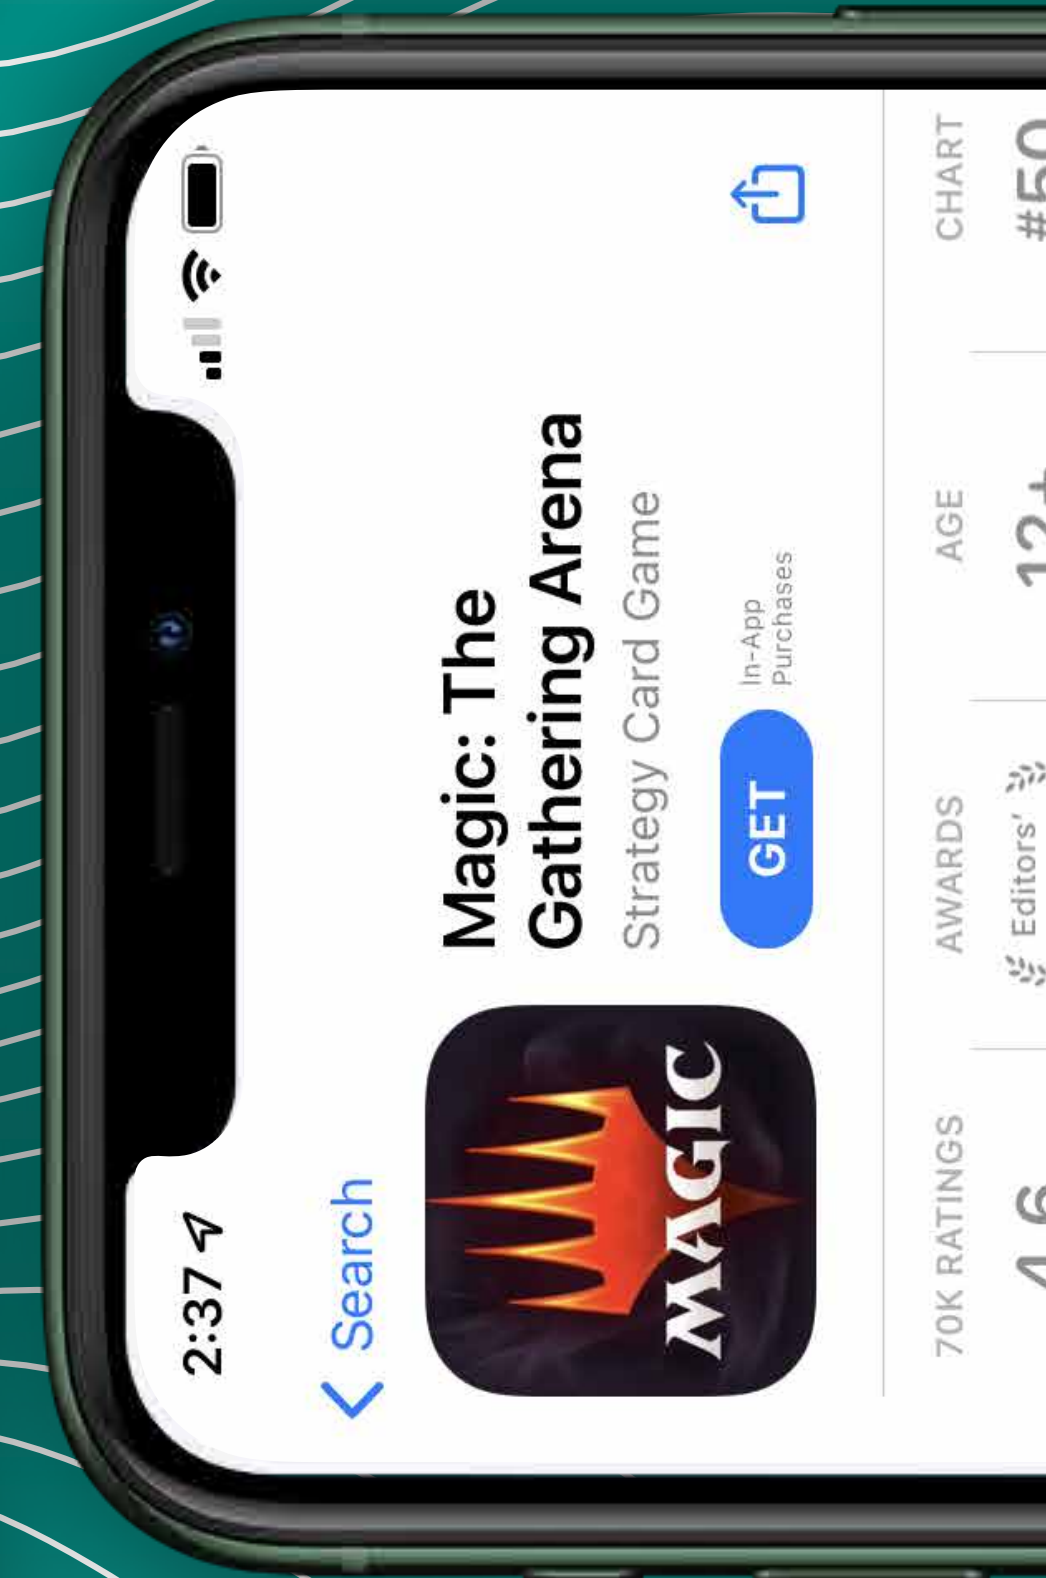 2:37
Search
MAGIC
Magic: The
Gathering Arena
Strategy Card Game
GET
In-App
Purchases
70K RATINGS
AWARDS
Editors'
AGE
12+
CHART